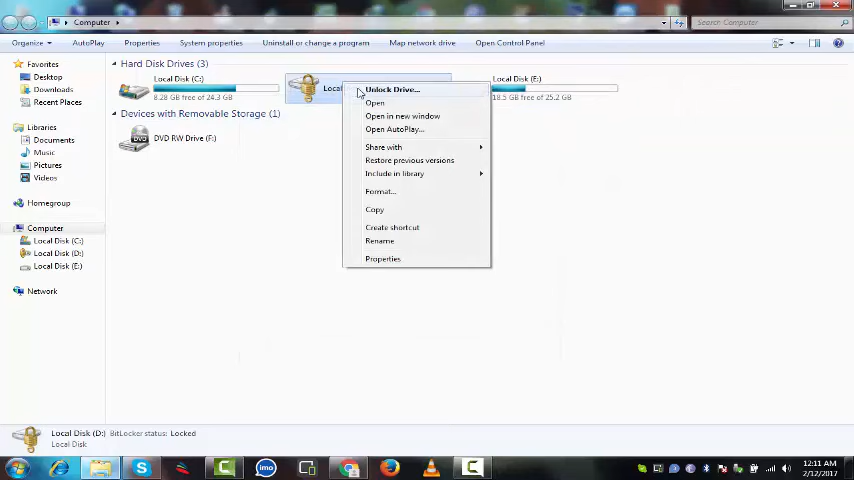 Computer
Search Computer
Organize
AutoPlay
Properties
System properties
Uninstall or change a program
Map network drive
Open Control Panel
Favorites
Desktop
Downloads
Recent Places
Libraries
Documents
Music
Pictures
Videos
Homegroup
Computer
Local Disk (C:)
Local Disk (D:)
Local Disk (E:)
Network
Hard Disk Drives (3)
Local Disk (C:)
8.28 GB free of 24.3 GB
Local
Local Disk (E:)
18.5 GB free of 25.2 GB
Devices with Removable Storage (1)
DVD
DVD RW Drive (F:)
Unlock Drive...
Open
Open in new window
Open AutoPlay...
Share with
Restore previous versions
Include in library
Format...
Copy
Create shortcut
Rename
Properties
Local Disk (D:) BitLocker status: Locked
Local Disk
imo
12:11 AM
2/12/2017